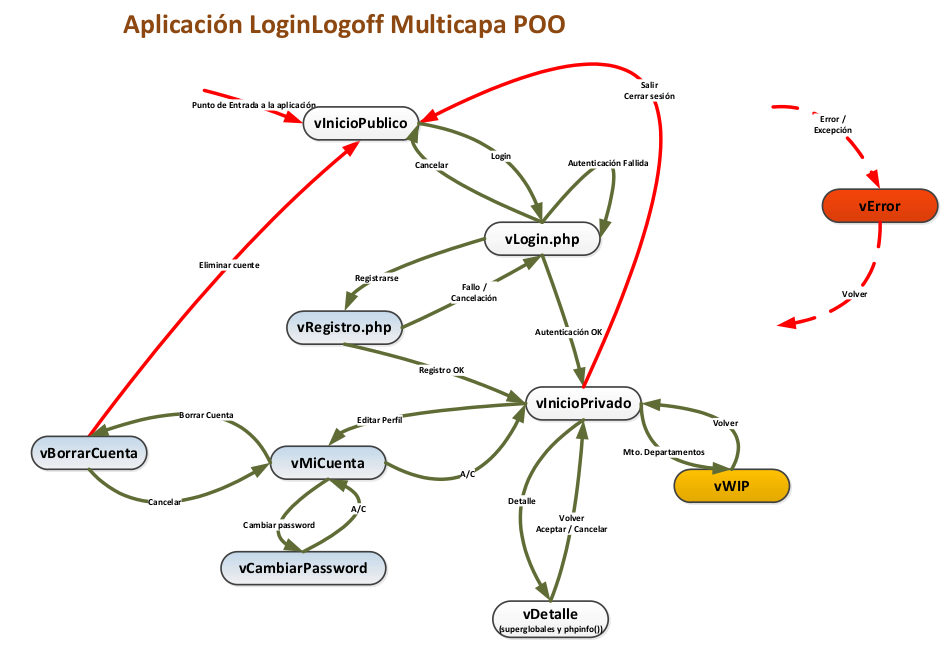 Aplicación LoginLogoff Multicapa POO
Salir
Cerrar sesión
Punto de Entrada a la aplicación
vInicioPublico
Error /
Excepción
Login
Cancelar
Autenticación Fallida
vError
vLogin.php
Eliminar cuente
Registrarse
Fallo /
Cancelación
Volver
vRegistro.php
Autenticación OK
Registro OK
vInicioPrivado
Borrar Cuenta
Editar Perfil
Volver
vBorrarCuenta
vMiCuenta
Mto. Departamentos
A/C
vWIP
Cancelar
Detalle
A/C
Cambiar password
Volver
Aceptar / Cancelar
vCambiarPassword
vDetalle
(superglobales y phpinfo())